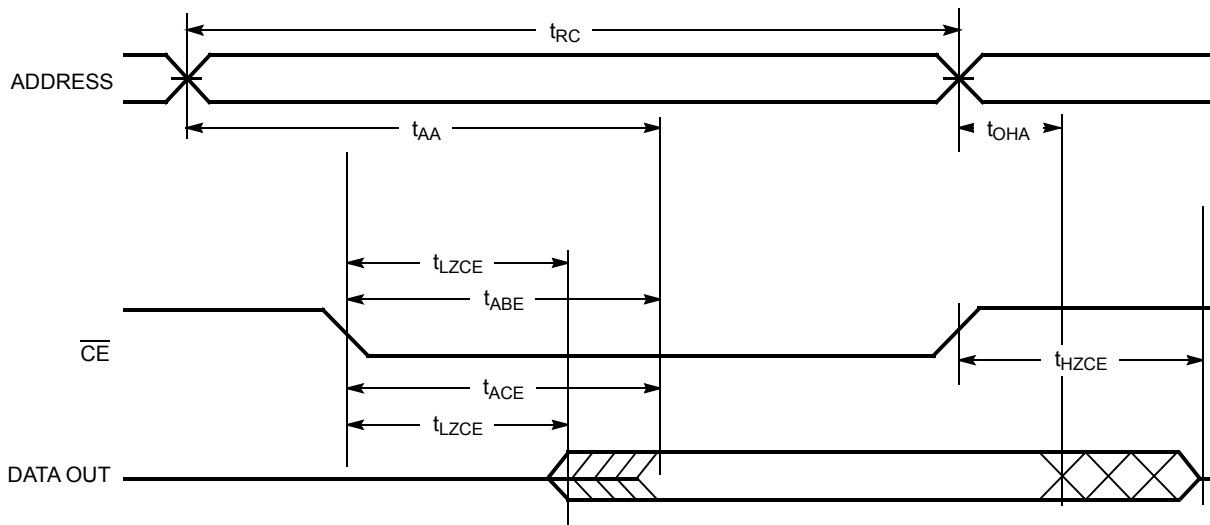 tRC
ADDRESS
tAA
tOHA
tLZCE
tABE
CE
tHZCE
tACE
tLZCE
DATA OUT